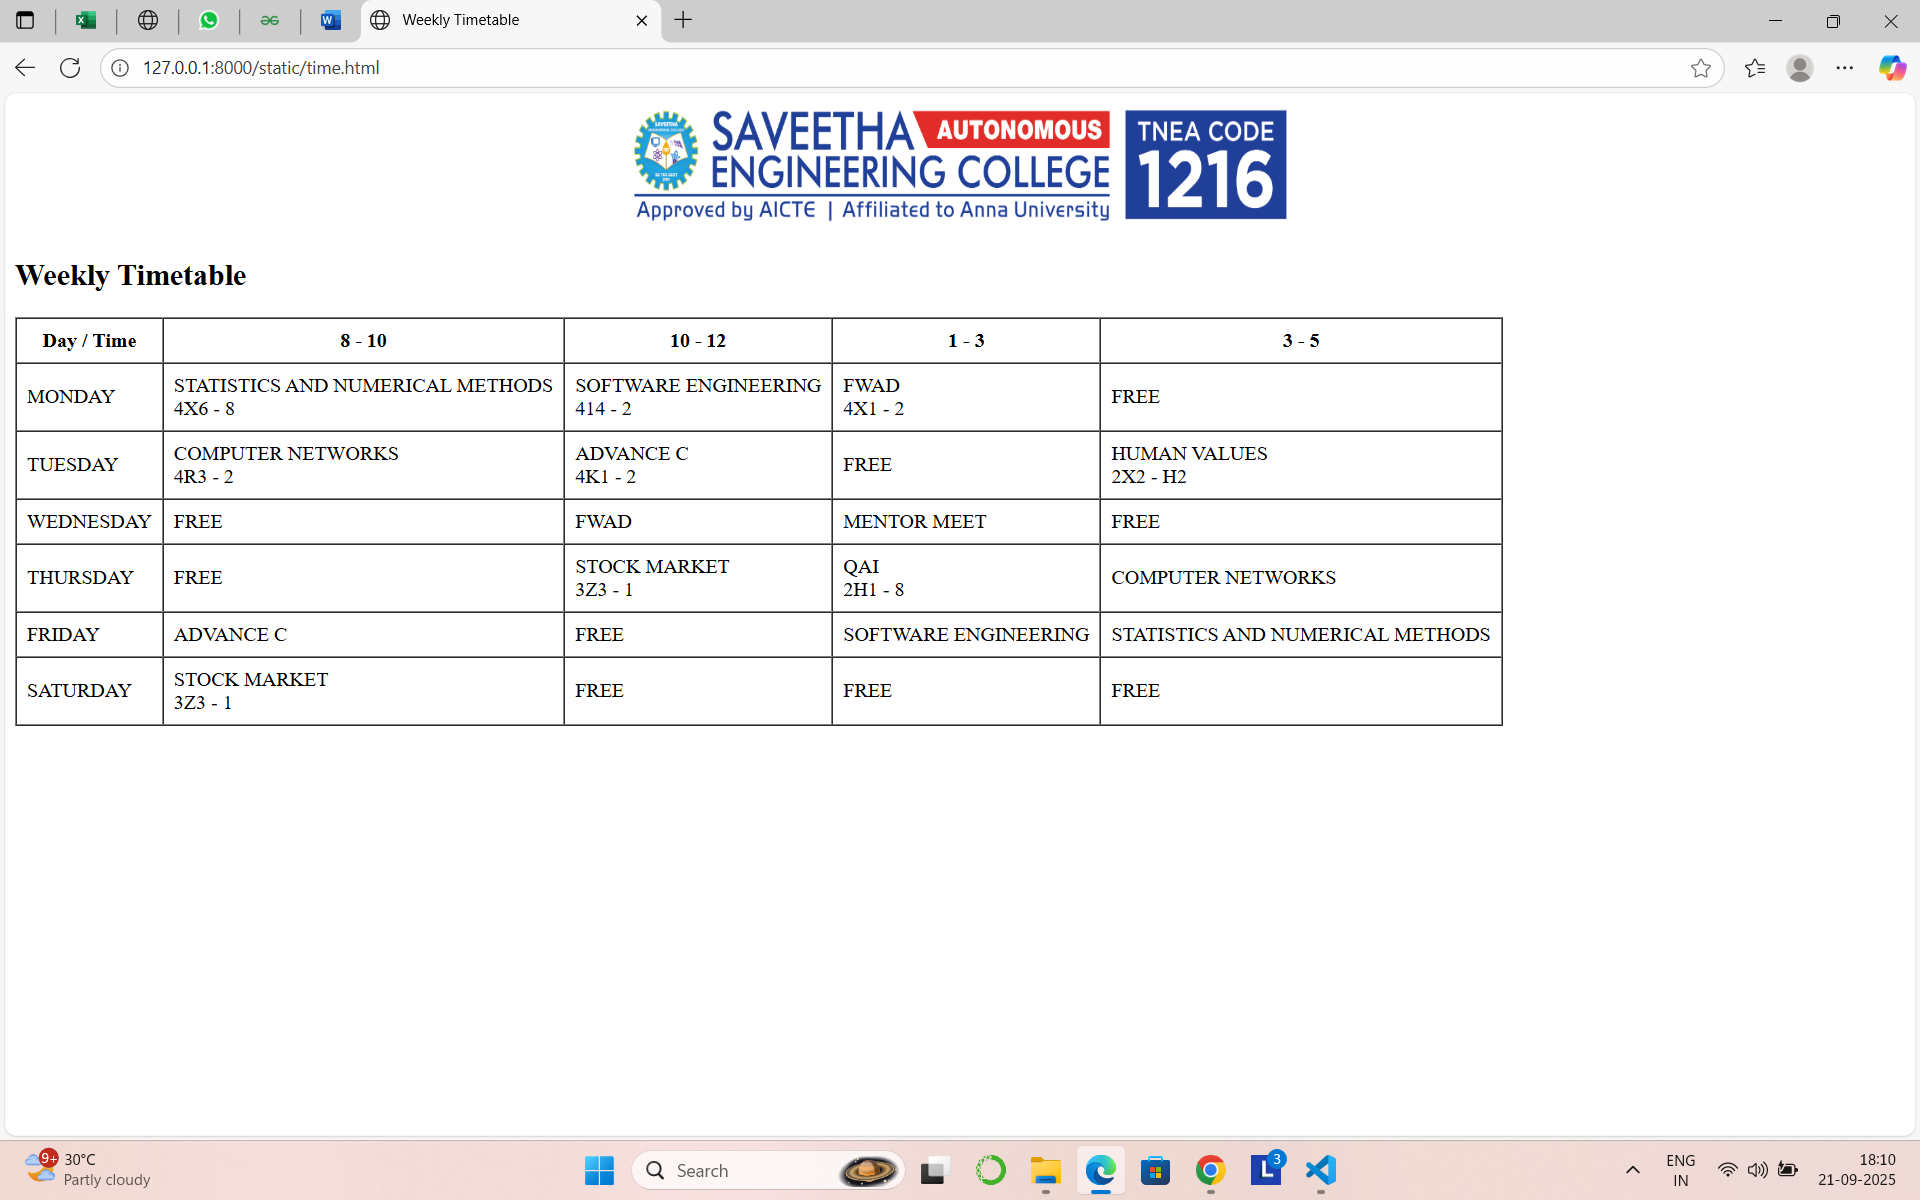 Weekly Timetable
127.0.0.1:8000/static/time.html
SAVEETHA AUTONOMOUS
ENGINEERING COLLEGE
Approved by AICTE | Affiliated to Anna University
TNEA CODE
1216
Weekly Timetable
Day / Time 8 - 10 10 - 12 1 - 3 3 - 5
MONDAY STATISTICS AND NUMERICAL METHODS SOFTWARE ENGINEERING FWAD FREE
4X6 - 8 414 - 2 4X1 - 2
TUESDAY COMPUTER NETWORKS ADVANCE C FREE HUMAN VALUES
4R3 - 2 4K1 - 2 2X2 - H2
WEDNESDAY FREE FWAD MENTOR MEET FREE
THURSDAY FREE STOCK MARKET QAI COMPUTER NETWORKS
3Z3 - 1 2H1 - 8
FRIDAY ADVANCE C FREE SOFTWARE ENGINEERING STATISTICS AND NUMERICAL METHODS
SATURDAY STOCK MARKET FREE FREE FREE
3Z3 - 1
9+
30°C
Partly cloudy
Search
3
ENG
IN
18:10
21-09-2025